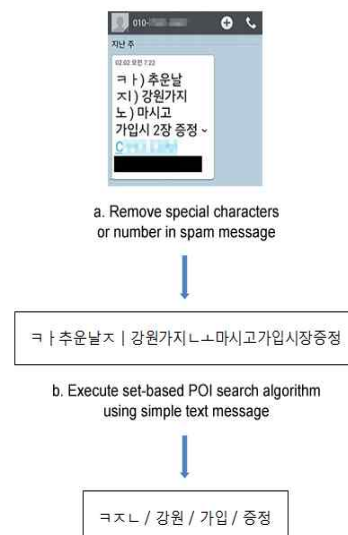 010-
지난 주
02.02 오전 7:22
ㅋㅏ) 추운날
ㅈI) 강원가지
노 ) 마시고
가입시 2장 증정 ~
C
a. Remove special characters
or number in spam message
ㅋㅏ추운날ㅈㅣ강원가지ㄴㅗ마시고가입시장증정
b. Execute set-based POI search algorithm
using simple text message
ㅋㅈㄴ / 강원 / 가입 / 증정